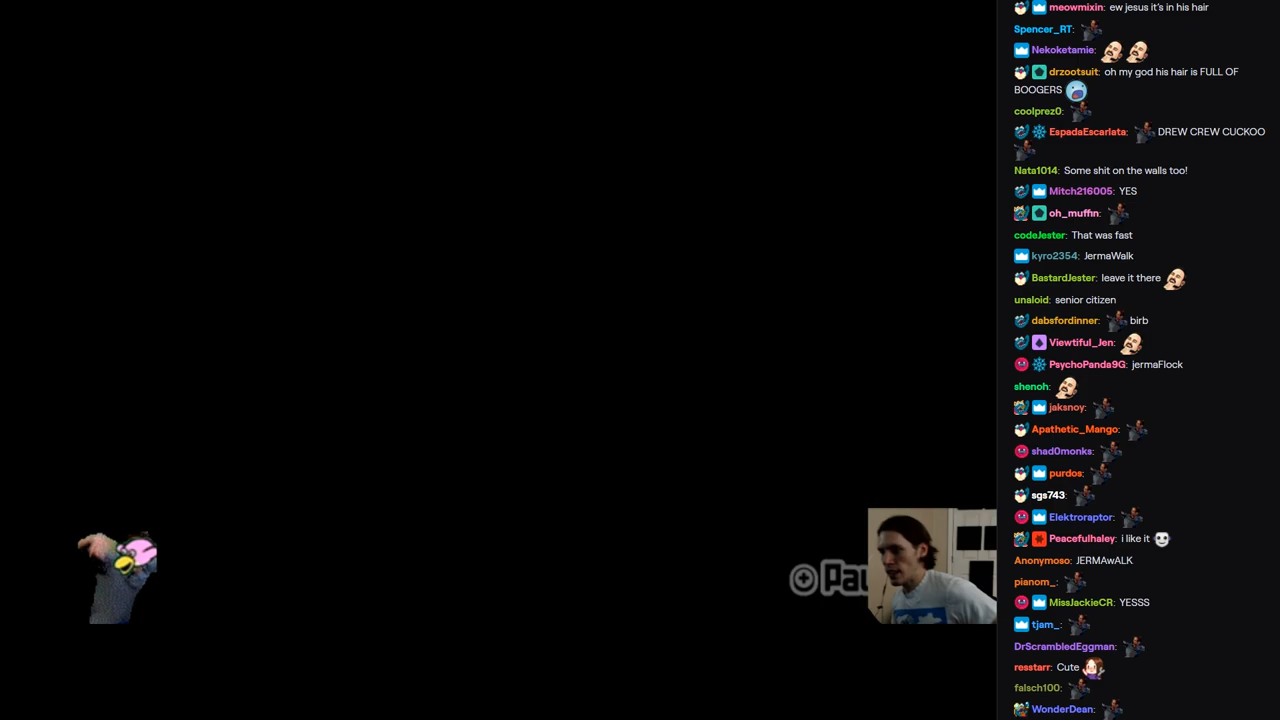 meowmixin: ew jesus it's in his hair
Spencer_RT:
Nekoketamie:
drzootsuit: oh my god his hair is FULL OF
BOOGERS
coolprez0:
EspadaEscarlata: DREW CREW CUCKOO
Nata1014: Some shit on the walls too!
Mitch216005: YES
oh_muffin:
codeJester: That was fast
kyro2354: JermaWalk
BastardJester: leave it there
unaloid: senior citizen
dabsfordinner: birb
Viewtiful_Jen:
PsychoPanda9G: jermaFlock
shenoh:
jaksnoy:
Apathetic_Mango:
shad0monks:
purdos:
sgs743:
Elektroraptor:
Peacefulhaley: i like it
Anonymoso: JERMAwALK
pianom_:
MissJackieCR: YESSS
tjam_:
DrScrambledEggman:
resstarr: Cute
falsch100:
WonderDean:
Pau